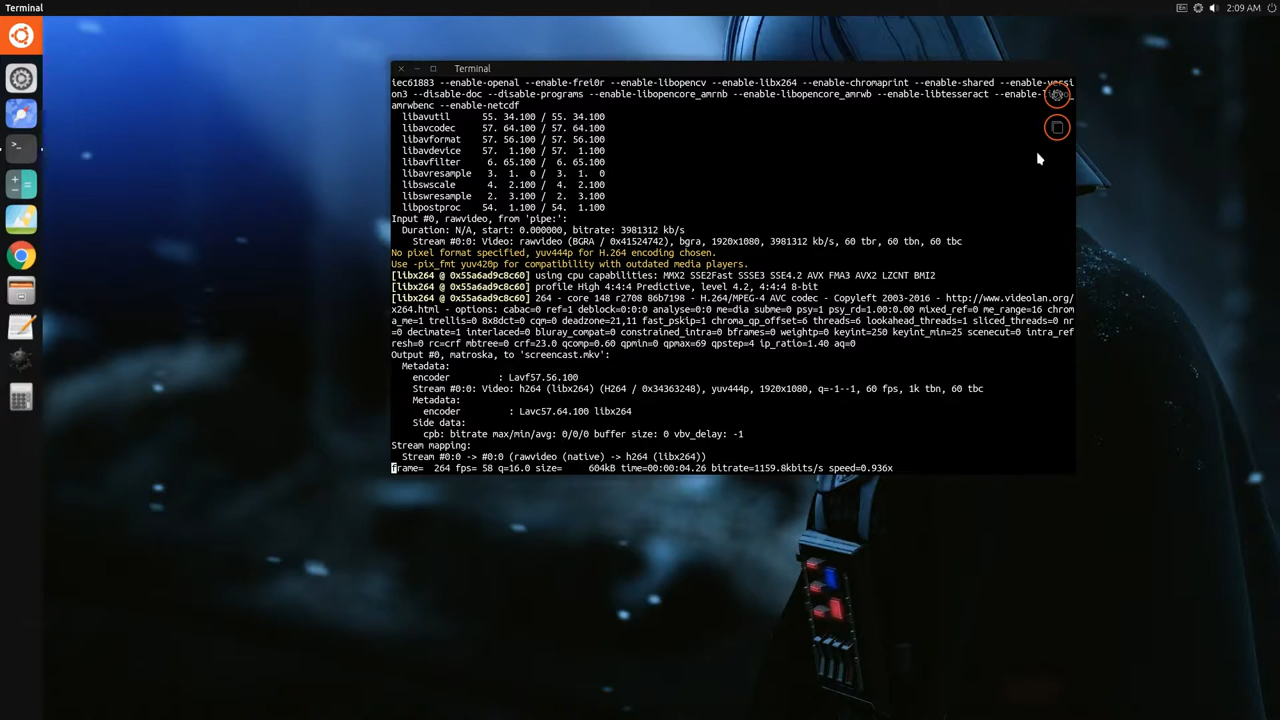 Terminal
En
2:09 AM
Terminal
iec61883 --enable-openal --enable-frei0r --enable-libopencv --enable-libx264 --enable-chromaprint --enable-shared --enable-versi
on3 --disable-doc --disable-programs --enable-libopencore_amrnb --enable-libopencore_amrwb --enable-libtesseract --enable-
amrwbenc --enable-netcdf
libavutil 55. 34.100 / 55. 34.100
libavcodec 57. 64.100 / 57. 64.100
libavformat 57. 56.100 / 57. 56.100
libavdevice 57. 1.100 / 57. 1.100
libavfilter 6. 65.100 / 6. 65.100
libavresample 3. 1. 0 / 3. 1. 0
libswscale 4. 2.100 / 4. 2.100
libswresample 2. 3.100 / 2. 3.100
libpostproc 54. 1.100 / 54. 1.100
Input #0, rawvideo, from 'pipe:':
Duration: N/A, start: 0.000000, bitrate: 3981312 kb/s
Stream #0:0: Video: rawvideo (BGRA / 0x41524742), bgra, 1920x1080, 3981312 kb/s, 60 tbr, 60 tbn, 60 tbc
No pixel format specified, yuv444p for H.264 encoding chosen.
Use -pix_fmt yuv420p for compatibility with outdated media players.
[libx264 @ 0x55a6ad9c8c60] using cpu capabilities: MMX2 SSE2Fast SSSE3 SSE4.2 AVX FMA3 AVX2 LZCNT BMI2
[libx264 @ 0x55a6ad9c8c60] profile High 4:4:4 Predictive, level 4.2, 4:4:4 8-bit
[libx264 @ 0x55a6ad9c8c60] 264 - core 148 r2708 86b7198 - H.264/MPEG-4 AVC codec - Copyleft 2003-2016 - http://www.videolan.org/
x264.html - options: cabac=0 ref=1 deblock=0:0:0 analyse=0:0 me=dia subme=0 psy=1 psy_rd=1.00:0.00 mixed_ref=0 me_range=16 chrom
a_me=1 trellis=0 8x8dct=0 cqm=0 deadzone=21,11 fast_pskip=1 chroma_qp_offset=6 threads=6 lookahead_threads=1 sliced_threads=0 nr
=0 decimate=1 interlaced=0 bluray_compat=0 constrained_intra=0 bframes=0 weightp=0 keyint=250 keyint_min=25 scenecut=0 intra_ref
resh=0 rc=crf mbtree=0 crf=23.0 qcomp=0.60 qpmin=0 qpmax=69 qpstep=4 ip_ratio=1.40 aq=0
Output #0, matroska, to 'screencast.mkv':
Metadata:
encoder : Lavf57.56.100
Stream #0:0: Video: h264 (libx264) (H264 / 0x34363248), yuv444p, 1920x1080, q=-1--1, 60 fps, 1k tbn, 60 tbc
Metadata:
encoder : Lavc57.64.100 libx264
Side data:
cpb: bitrate max/min/avg: 0/0/0 buffer size: 0 vbv_delay: -1
Stream mapping:
Stream #0:0 -> #0:0 (rawvideo (native) -> h264 (libx264))
frame= 264 fps= 58 q=16.0 size= 604kB time=00:00:04.26 bitrate=1159.8kbits/s speed=0.936x